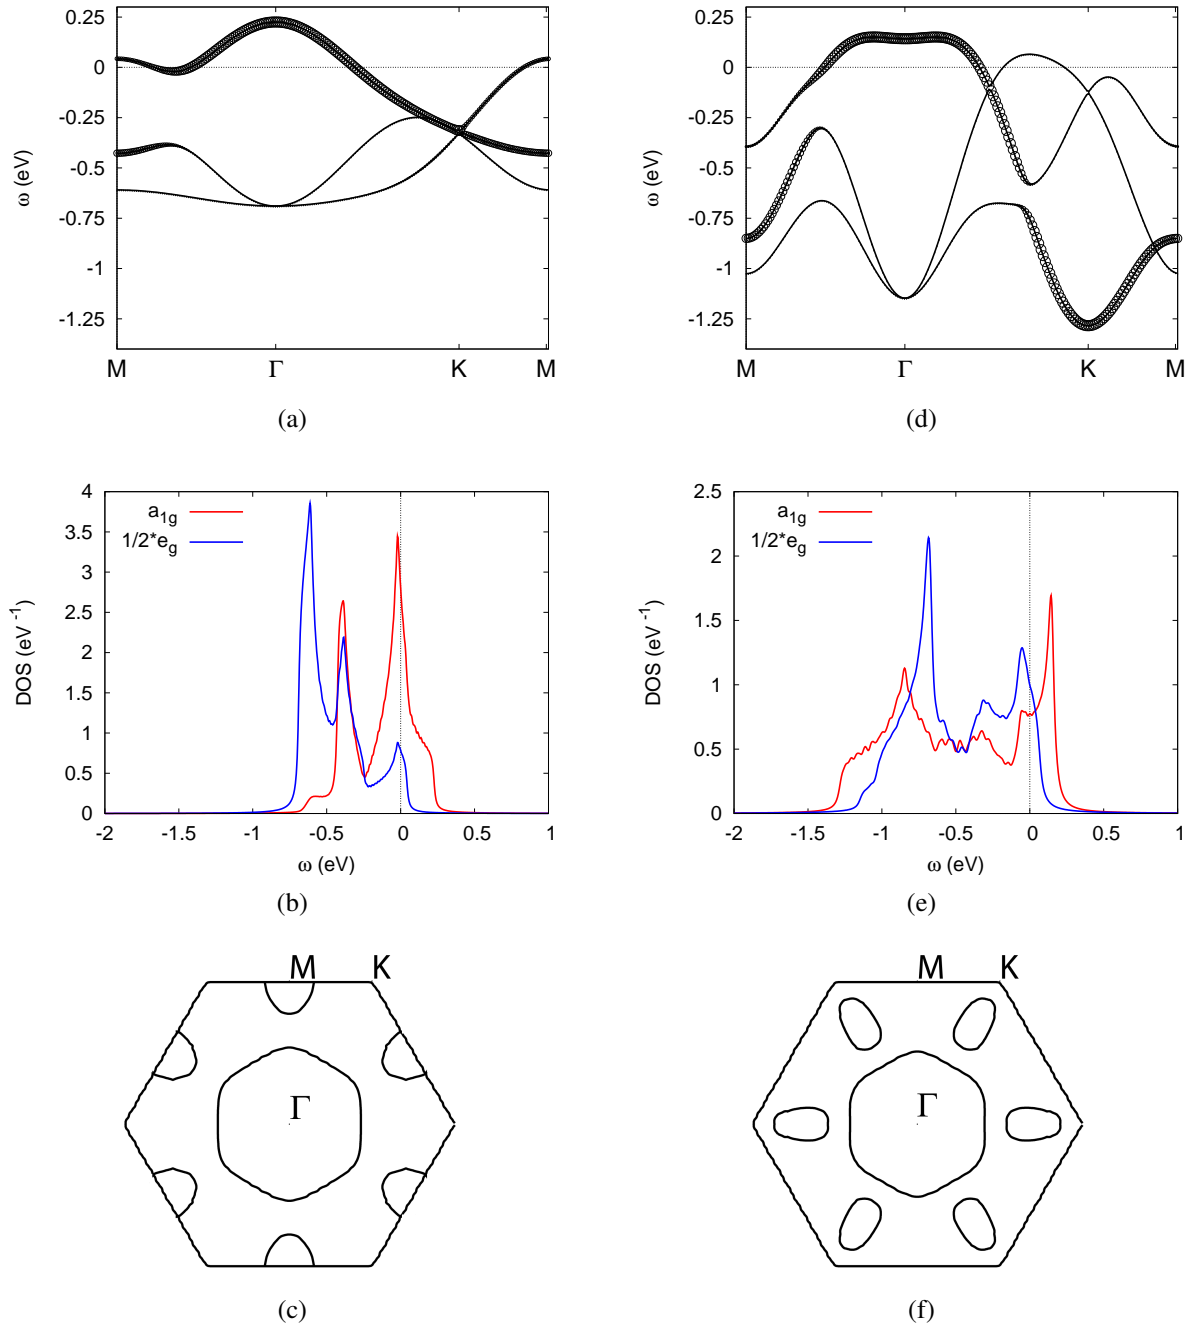 0.25
0
-0.25
-0.5
-0.75
-1
-1.25
ω (eV)
M Γ K M
(a)
0.25
0
-0.25
-0.5
-0.75
-1
-1.25
ω (eV)
M Γ K M
(d)
4
3.5
3
2.5
2
1.5
1
0.5
0
DOS (eV⁻¹)
a₁g
1/2*eg
-2 -1.5 -1 -0.5 0 0.5 1
ω (eV)
(b)
2.5
2
1.5
1
0.5
0
DOS (eV⁻¹)
a₁g
1/2*eg
-2 -1.5 -1 -0.5 0 0.5 1
ω (eV)
(e)
M K
Γ
(c)
M K
Γ
(f)